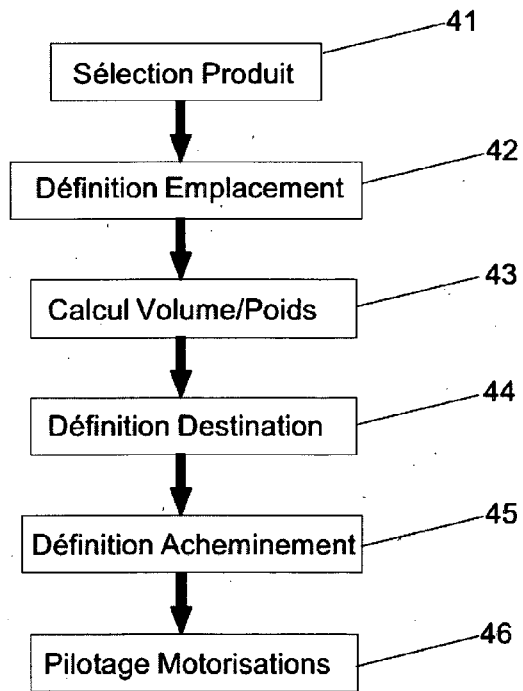 41
Sélection Produit
42
Définition Emplacement
43
Calcul Volume/Poids
44
Définition Destination
45
Définition Acheminement
46
Pilotage Motorisations